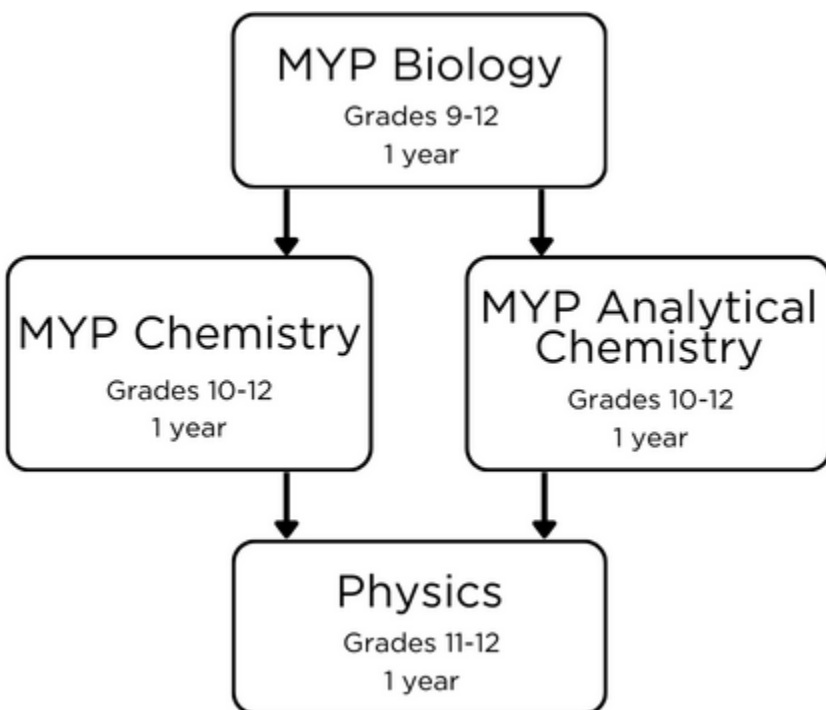 MYP Biology
Grades 9-12
1 year
MYP Chemistry
Grades 10-12
1 year
MYP Analytical
Chemistry
Grades 10-12
1 year
Physics
Grades 11-12
1 year